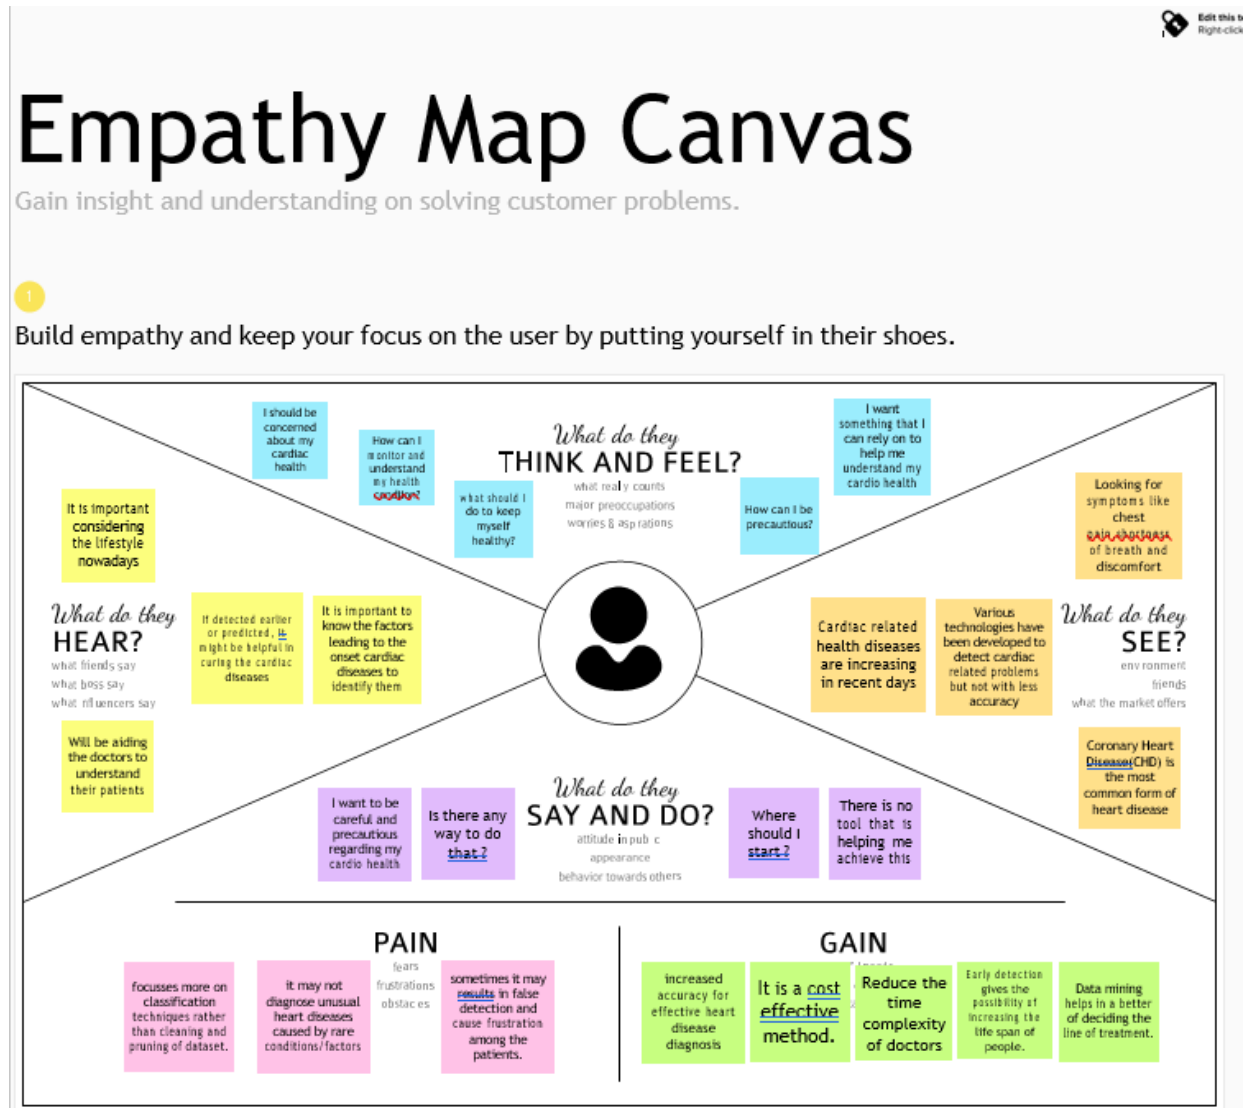 Edit this t
Right-click
Empathy Map Canvas
Gain insight and understanding on solving customer problems.
1
Build empathy and keep your focus on the user by putting yourself in their shoes.
What do they
THINK AND FEEL?
what really counts
major preoccupations
worries & aspirations
I should be
concerned
about my
cardiac
health
How can I
monitor and
understand
my health
what should I
do to keep
myself
healthy?
How can I be
precautious?
I want
something that I
can rely on to
help me
understand my
cardio health
What do they
HEAR?
what friends say
what boss say
what influencers say
It is important
considering
the lifestyle
nowadays
If detected earlier
or predicted, it
might be helpful in
curing the cardiac
diseases
It is important to
know the factors
leading to the
onset cardiac
diseases to
identify them
Will be aiding
the doctors to
understand
their patients
What do they
SEE?
environment
friends
what the market offers
Looking for
symptoms like
chest
pain,shortness
of breath and
discomfort
Cardiac related
health diseases
are increasing
in recent days
Various
technologies have
been developed to
detect cardiac
related problems
but not with less
accuracy
Coronary Heart
Disease(CHD) is
the most
common form of
heart disease
What do they
SAY AND DO?
attitude in public
appearance
behavior towards others
I want to be
careful and
precautious
regarding my
cardio health
Is there any
way to do
that ?
Where
should I
start ?
There is no
tool that is
helping me
achieve this
PAIN
fears
frustrations
obstacles
focusses more on
classification
techniques rather
than cleaning and
pruning of dataset.
it may not
diagnose unusual
heart diseases
caused by rare
conditions/factors
sometimes it may
results in false
detection and
cause frustration
among the
patients.
GAIN
increased
accuracy for
effective heart
disease
diagnosis
It is a cost
effective
method.
Reduce the
time
complexity
of doctors
Early detection
gives the
possibility of
increasing the
life span of
people.
Data mining
helps in a better
of deciding the
line of treatment.